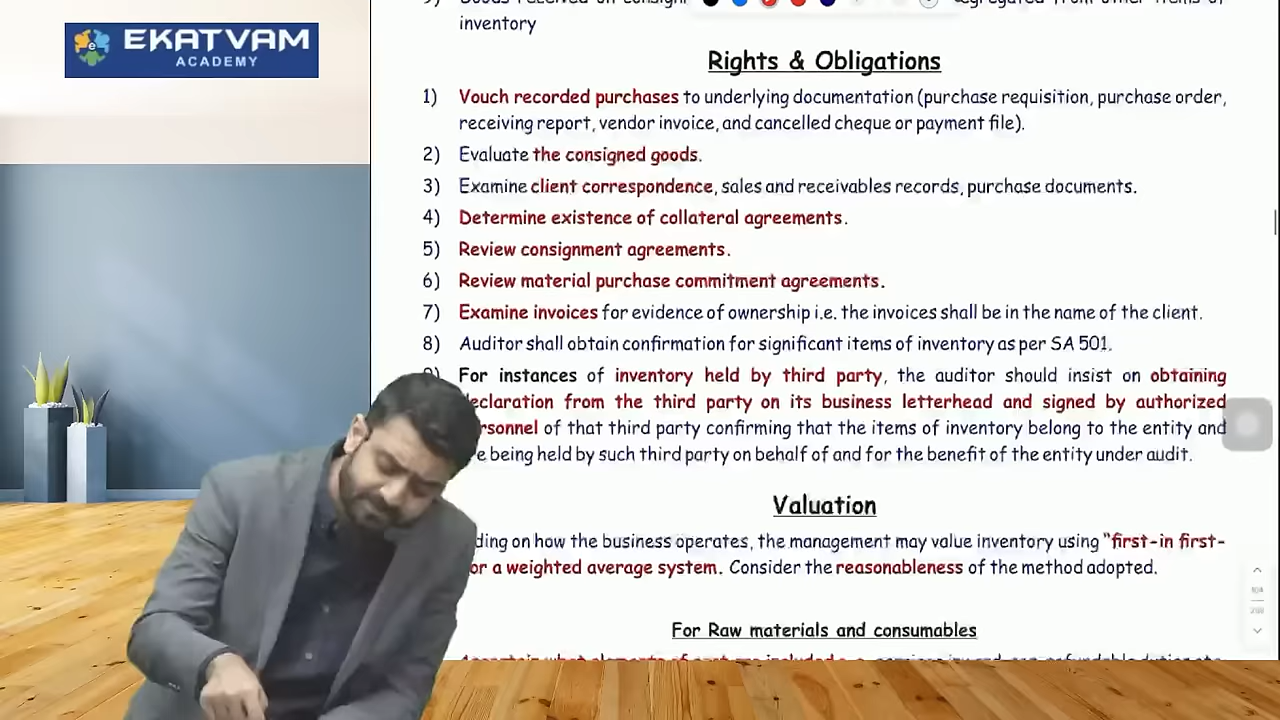 EKATVAM
ACADEMY
inventory
Rights & Obligations
1) Vouch recorded purchases to underlying documentation (purchase requisition, purchase order,
receiving report, vendor invoice, and cancelled cheque or payment file).
2) Evaluate the consigned goods.
3) Examine client correspondence, sales and receivables records, purchase documents.
4) Determine existence of collateral agreements.
5) Review consignment agreements.
6) Review material purchase commitment agreements.
7) Examine invoices for evidence of ownership i.e. the invoices shall be in the name of the client.
8) Auditor shall obtain confirmation for significant items of inventory as per SA 501.
For instances of inventory held by third party, the auditor should insist on obtaining
declaration from the third party on its business letterhead and signed by authorized
of that third party confirming that the items of inventory belong to the entity and
being held by such third party on behalf of and for the benefit of the entity under audit.
Valuation
on how the business operates, the management may value inventory using "first-in first-
or a weighted average system. Consider the reasonableness of the method adopted.
For Raw materials and consumables